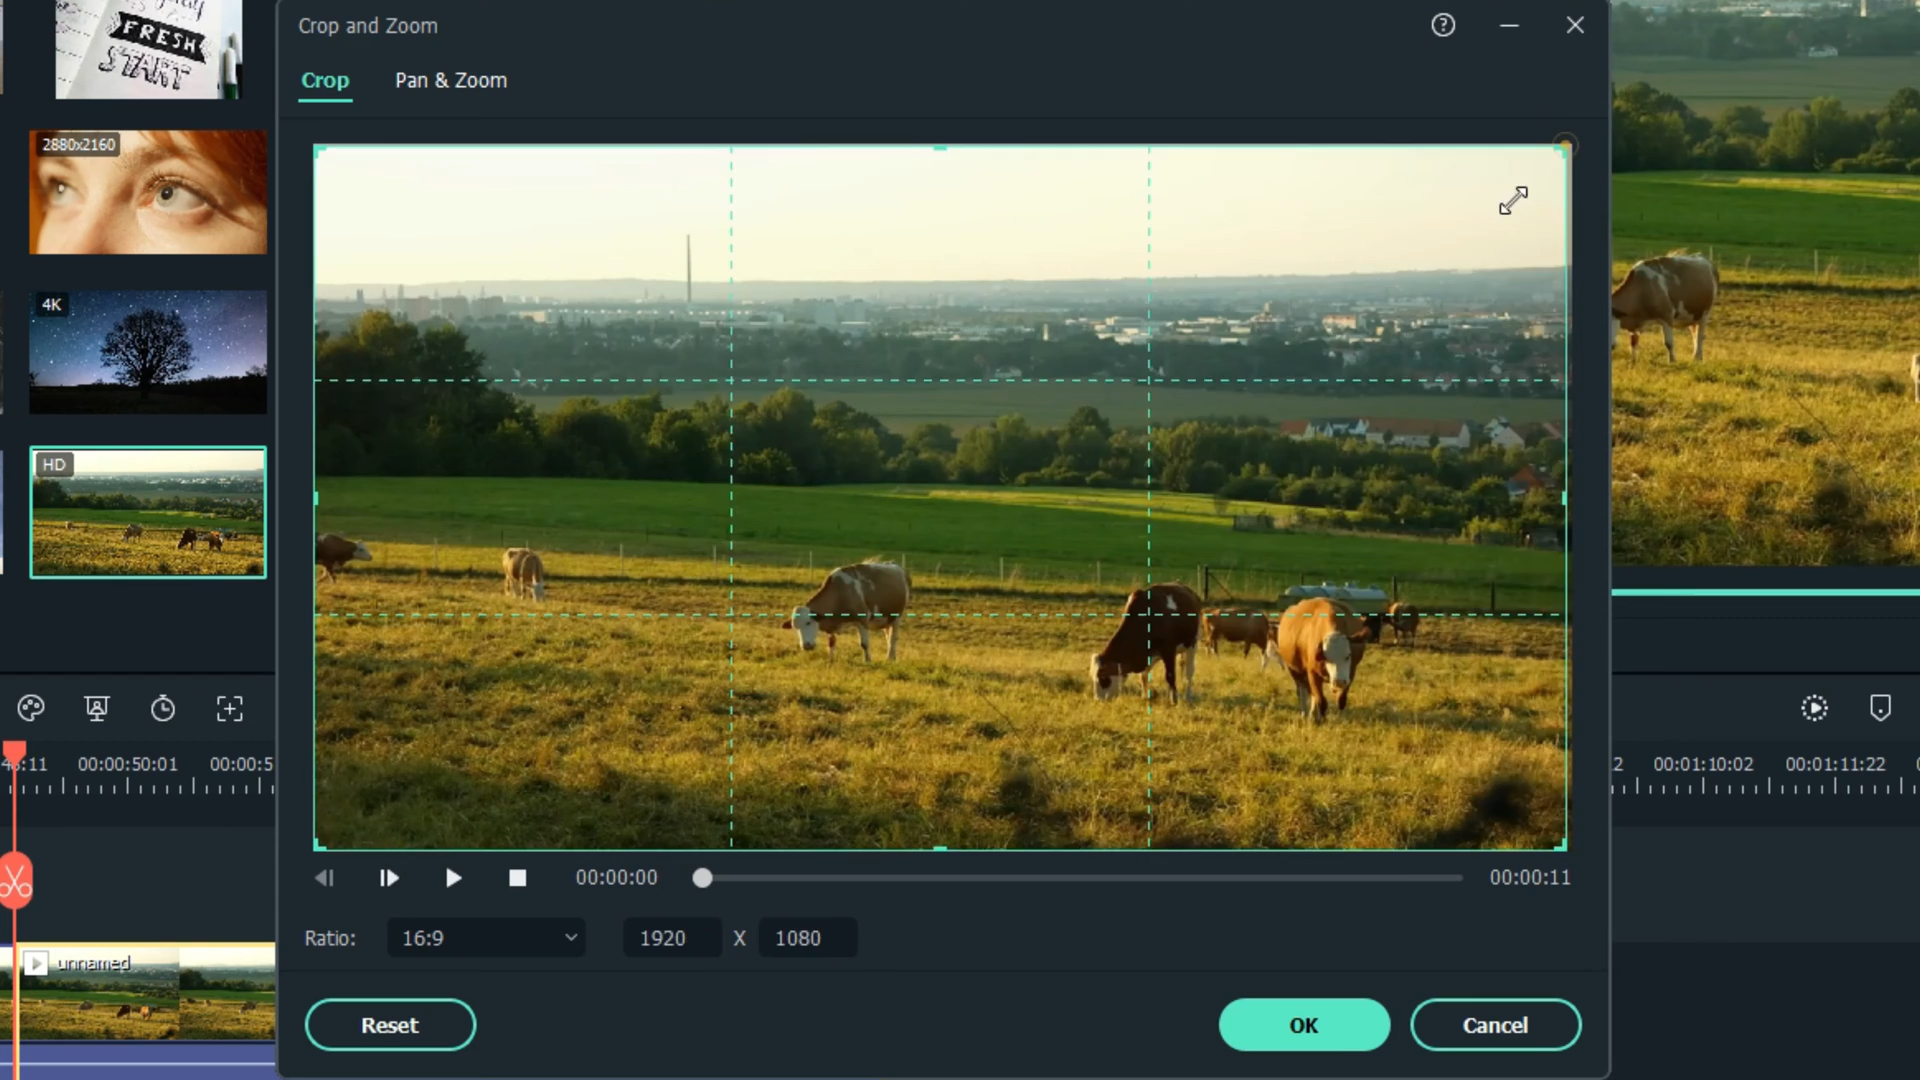 FRESH
START
2880x2160
4K
HD
Crop and Zoom
Crop
Pan & Zoom
00:00:00
00:00:11
Ratio:
16:9
1920
X
1080
Reset
OK
Cancel
00:00:50:01
00:01:10:02
00:01:11:22
unnamed